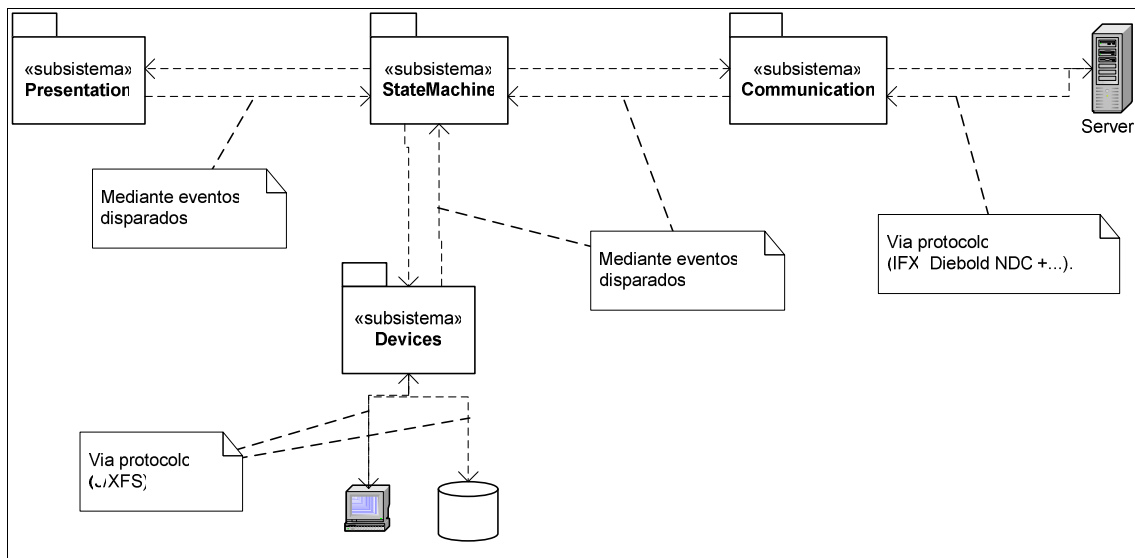 «subsistema»
Presentation
«subsistema»
StateMachine
«subsistema»
Communication
Server
Mediante eventos
disparados
Mediante eventos
disparados
Via protocolo
(IFX Diebold NDC +...).
«subsistema»
Devices
Via protocolo
(J/XFS)